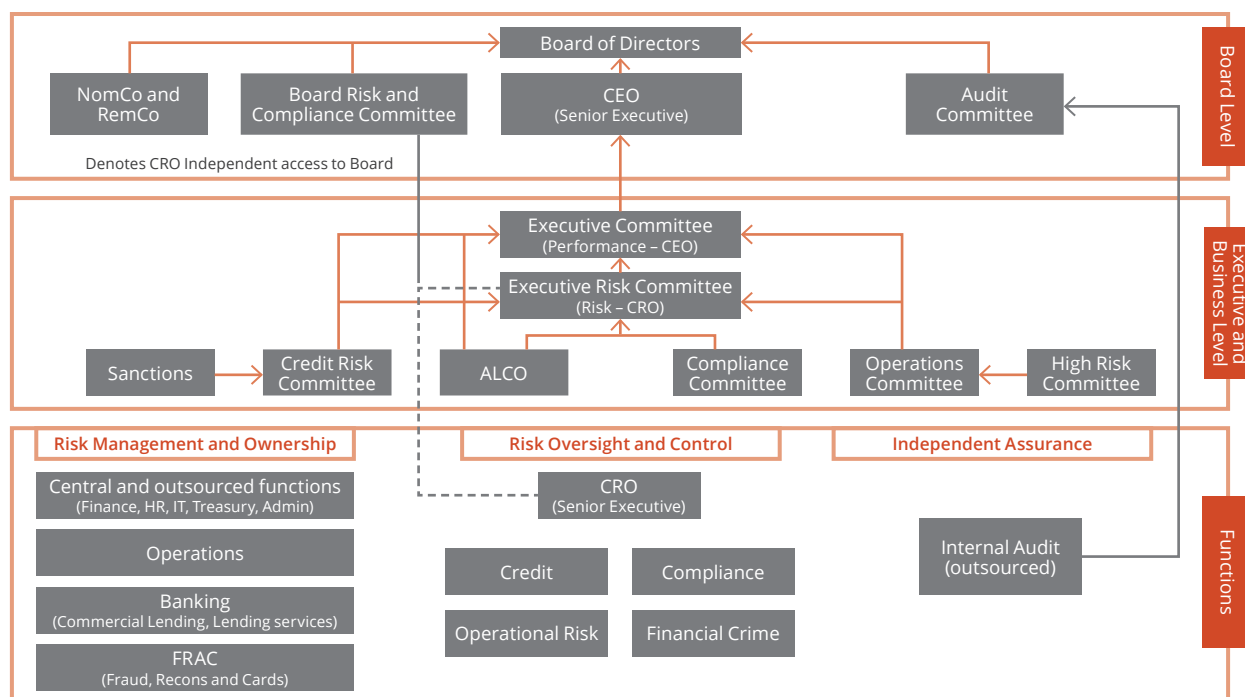 Board of Directors
NomCo and
RemCo
Board Risk and
Compliance Committee
CEO
(Senior Executive)
Audit
Committee
Denotes CRO Independent access to Board
Board Level
Executive Committee
(Performance – CEO)
Executive Risk Committee
(Risk – CRO)
Sanctions
Credit Risk
Committee
ALCO
Compliance
Committee
Operations
Committee
High Risk
Committee
Executive and
Business Level
Risk Management and Ownership
Risk Oversight and Control
Independent Assurance
Central and outsourced functions
(Finance, HR, IT, Treasury, Admin)
Operations
Banking
(Commercial Lending, Lending services)
FRAC
(Fraud, Recons and Cards)
CRO
(Senior Executive)
Credit
Compliance
Operational Risk
Financial Crime
Internal Audit
(outsourced)
Functions